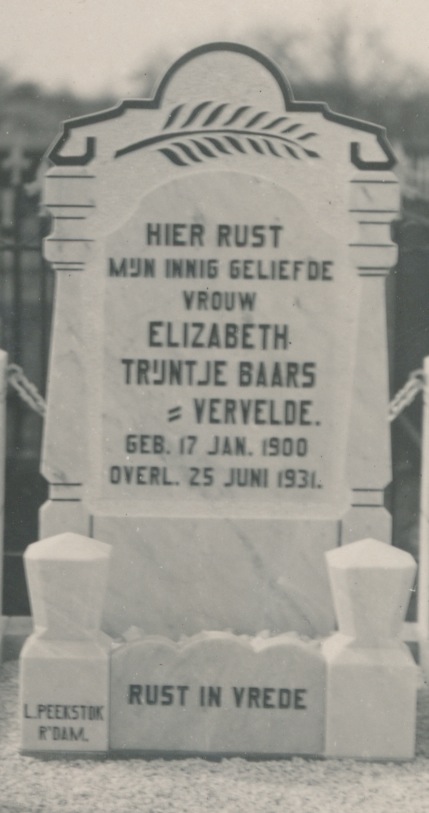 HIER RUST
MIJN INNIG GELIEFDE
VROUW
ELIZABETH
TRIJNTJE BAARS
= VERVELDE.
GEB. 17 JAN. 1900
OVERL. 25 JUNI 1931.
RUST IN VREDE
L. PEEKSTOK
R'DAM.